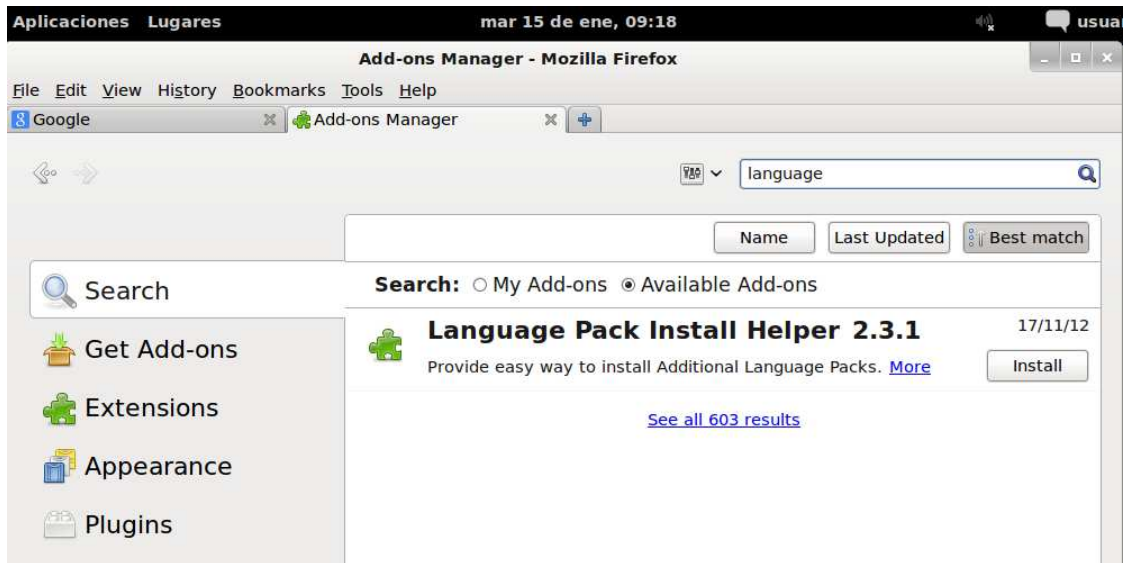 Aplicaciones Lugares mar 15 de ene, 09:18 usua
Add-ons Manager - Mozilla Firefox
File Edit View History Bookmarks Tools Help
Google Add-ons Manager
language
Name Last Updated Best match
Search: My Add-ons Available Add-ons
Search
Get Add-ons
Extensions
Appearance
Plugins
Language Pack Install Helper 2.3.1 17/11/12
Provide easy way to install Additional Language Packs. More Install
See all 603 results